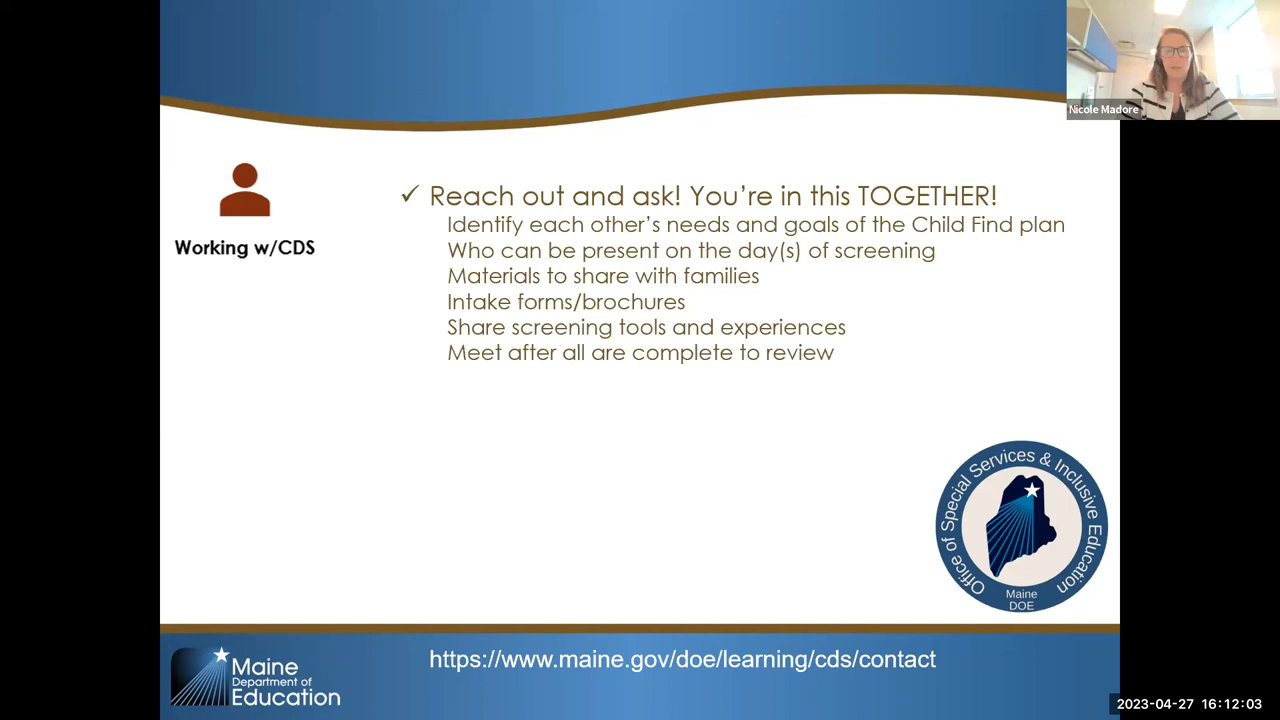 Nicole Madore
Working w/CDS
✓ Reach out and ask! You're in this TOGETHER!
Identify each other's needs and goals of the Child Find plan
Who can be present on the day(s) of screening
Materials to share with families
Intake forms/brochures
Share screening tools and experiences
Meet after all are complete to review
Office of Special Services & Inclusive Education
Maine
DOE
Maine
Department of
Education
https://www.maine.gov/doe/learning/cds/contact
2023-04-27 16:12:03